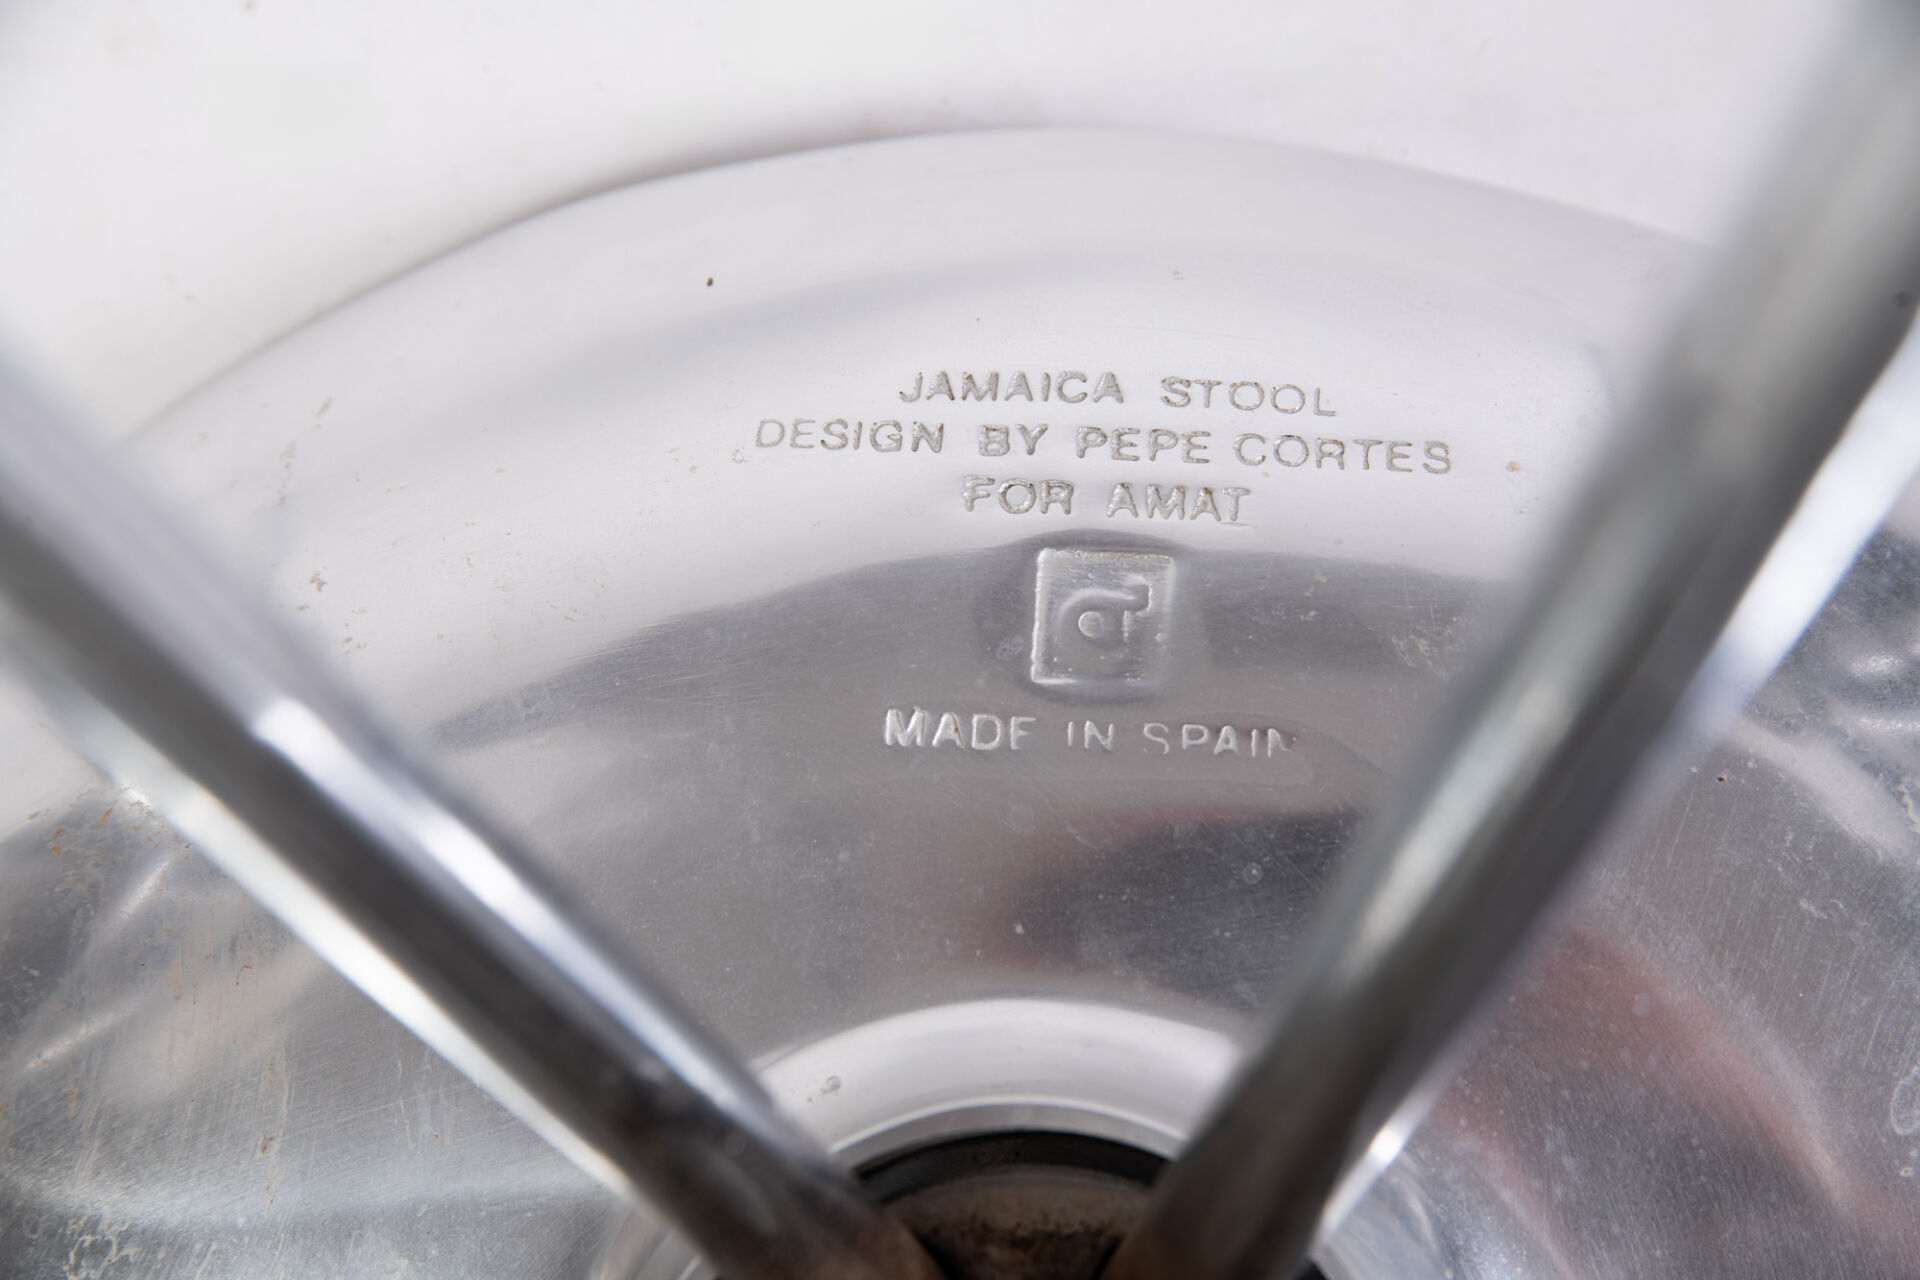 JAMAICA STOOL
DESIGN BY PEPE CORTES
FOR AMAT
a
MADE IN SPAIN